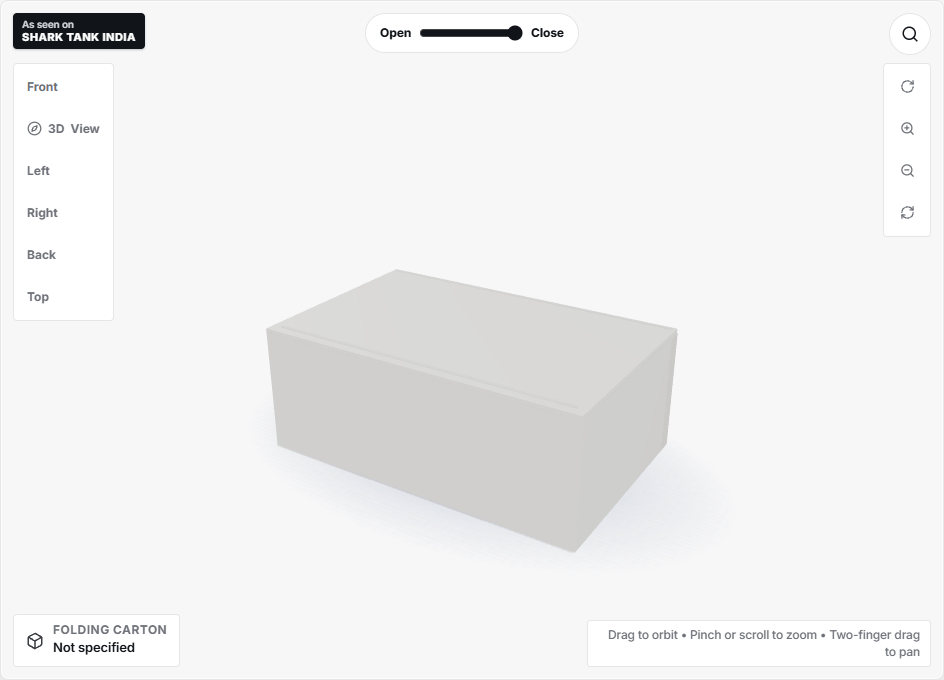 As seen on
SHARK TANK INDIA
Open
Close
Front
3D View
Left
Right
Back
Top
FOLDING CARTON
Not specified
Drag to orbit • Pinch or scroll to zoom • Two-finger drag
to pan